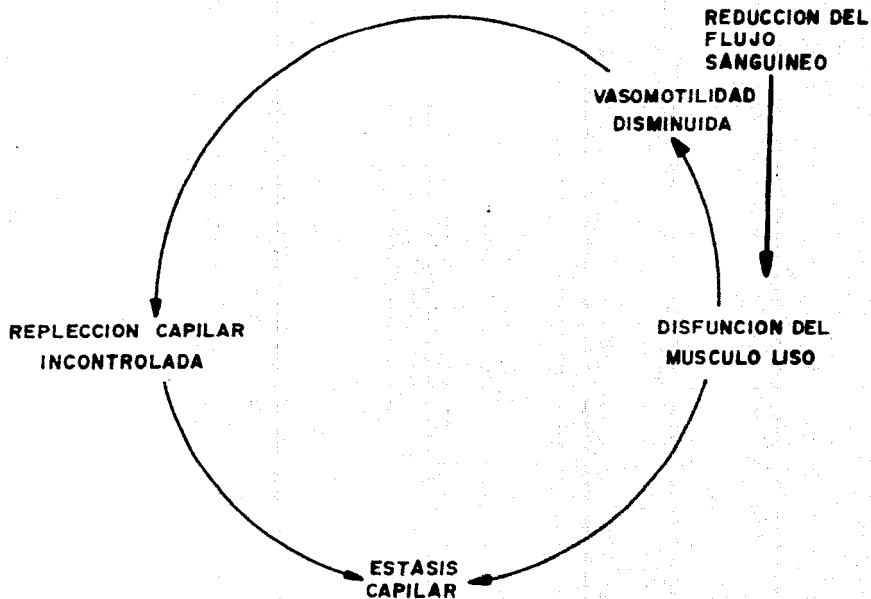 REDUCCION DEL
FLUJO
SANGUINEO
VASOMOTILIDAD
DISMINUIDA
REPLECCION CAPILAR
INCONTROLADA
DISFUNCION DEL
MUSCULO LISO
ESTASIS
CAPILAR